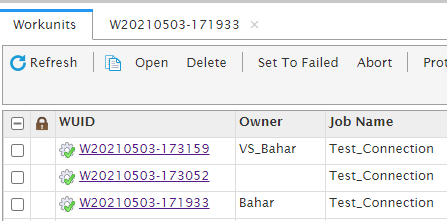 Workunits W20210503-171933 ×
Refresh Open Delete Set To Failed Abort Prot
WUID Owner Job Name
W20210503-173159 VS_Bahar Test_Connection
W20210503-173052 Test_Connection
W20210503-171933 Bahar Test_Connection